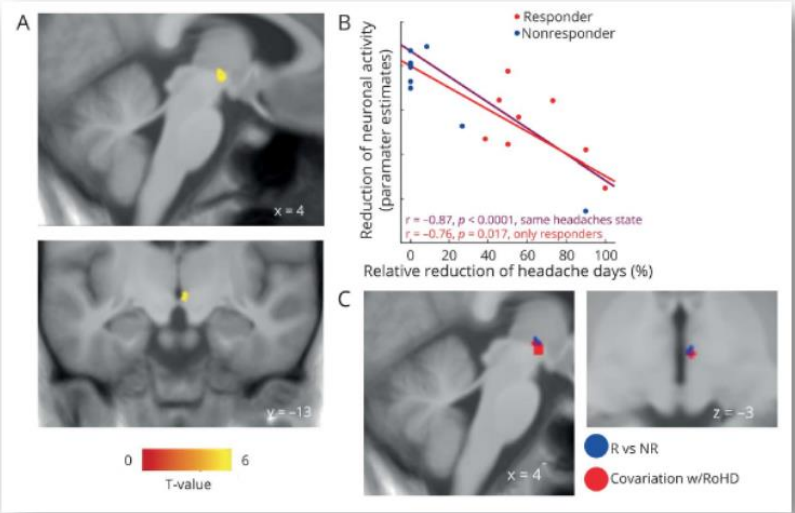 A
x = 4
y = –13
0
6
T-value
B
Responder
Nonresponder
Reduction of neuronal activity
(paramater estimates)
r = –0.87, p < 0.0001, same headaches state
r = –0.76, p = 0.017, only responders
0 20 40 60 80 100
Relative reduction of headache days (%)
C
x = 4
z = –3
R vs NR
Covariation w/RoHD